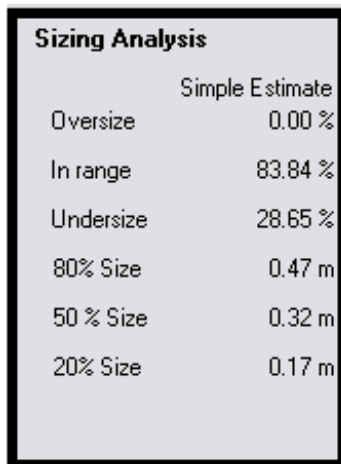 Sizing Analysis
Simple Estimate
Oversize 0.00 %
In range 83.84 %
Undersize 28.65 %
80% Size 0.47 m
50 % Size 0.32 m
20% Size 0.17 m